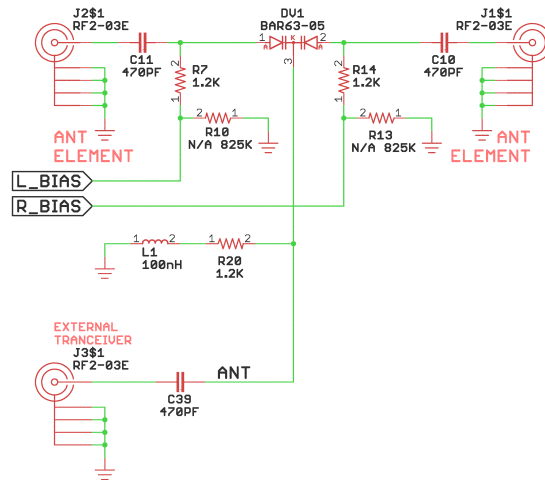 J2$1
RF2-03E
DV1
BAR63-05
J1$1
RF2-03E
1 A K A 2
3
C11
470PF
C10
470PF
2
R7
1.2K
1
2
R14
1.2K
1
2 1
R10
N/A 825K
2 1
R13
N/A 825K
ANT
ELEMENT
ANT
ELEMENT
L_BIAS
R_BIAS
1 2
L1
100nH
1 2
R20
1.2K
EXTERNAL
TRANCEIVER
J3$1
RF2-03E
ANT
C39
470PF